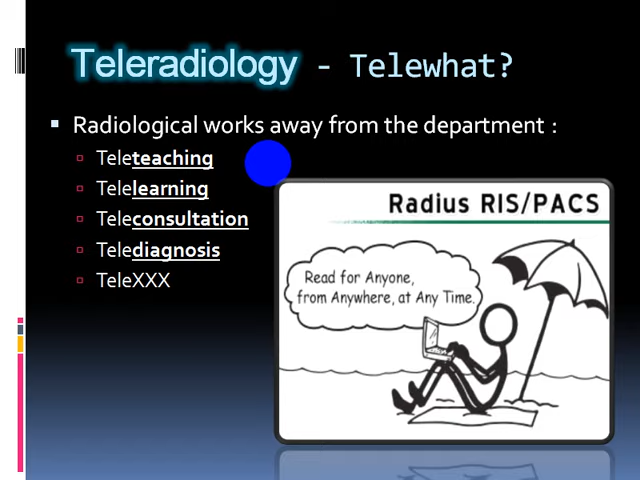 Teleradiology - Telewhat?
Radiological works away from the department :
Teleteaching
Telelearning
Teleconsultation
Telediagnosis
TeleXXX
Radius RIS/PACS
Read for Anyone,
from Anywhere, at Any Time.